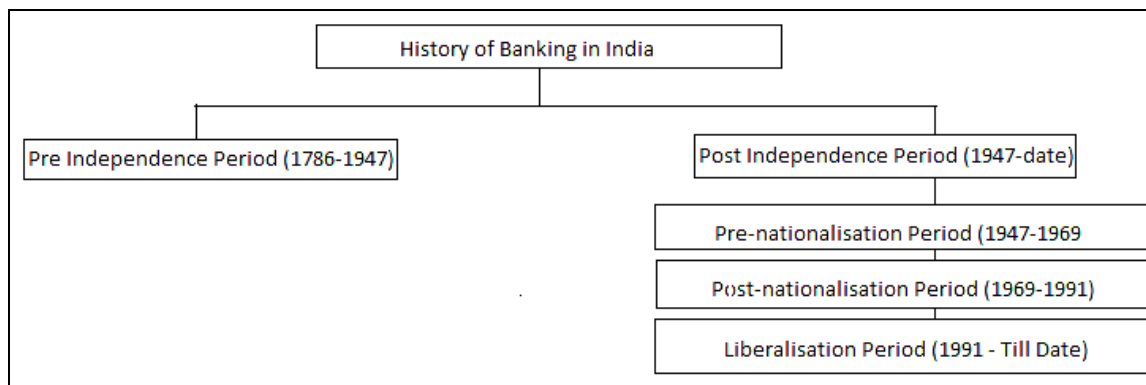 History of Banking in India
Pre Independence Period (1786-1947)
Post Independence Period (1947-date)
Pre-nationalisation Period (1947-1969
Post-nationalisation Period (1969-1991)
Liberalisation Period (1991 - Till Date)